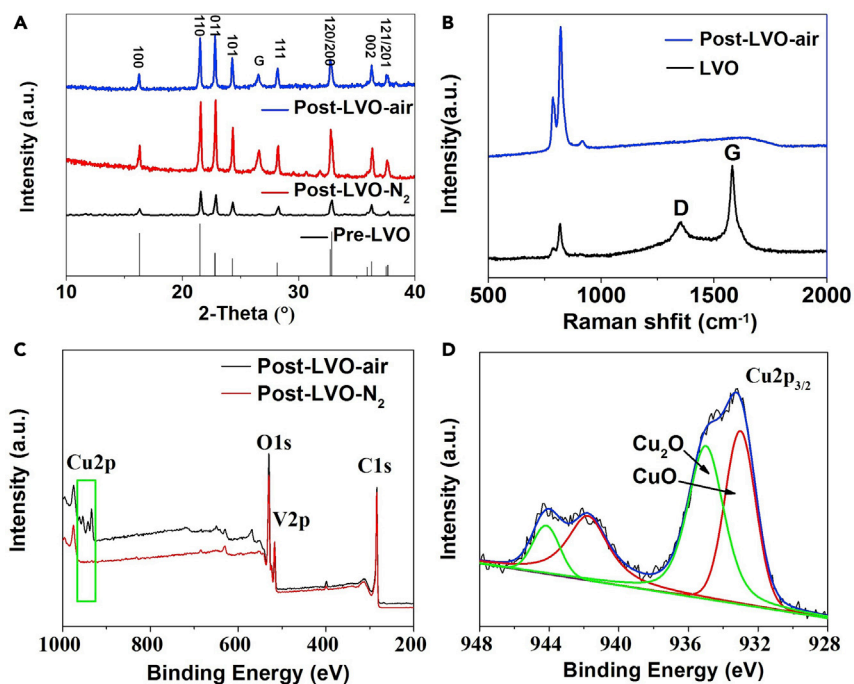 A
Intensity (a.u.)
100
110
011
101
G
111
120/200
002
121/201
Post-LVO-air
Post-LVO-N₂
Pre-LVO
10 20 30 40
2-Theta (°)
B
Intensity(a.u.)
Post-LVO-air
LVO
D
G
500 1000 1500 2000
Raman shfit (cm⁻¹)
C
Intensity (a.u.)
Post-LVO-air
Post-LVO-N₂
Cu2p
O1s
V2p
C1s
1000 800 600 400 200
Binding Energy (eV)
D
Intensity (a.u.)
Cu2p₃/₂
Cu₂O
CuO
948 944 940 936 932 928
Binding Energy (eV)